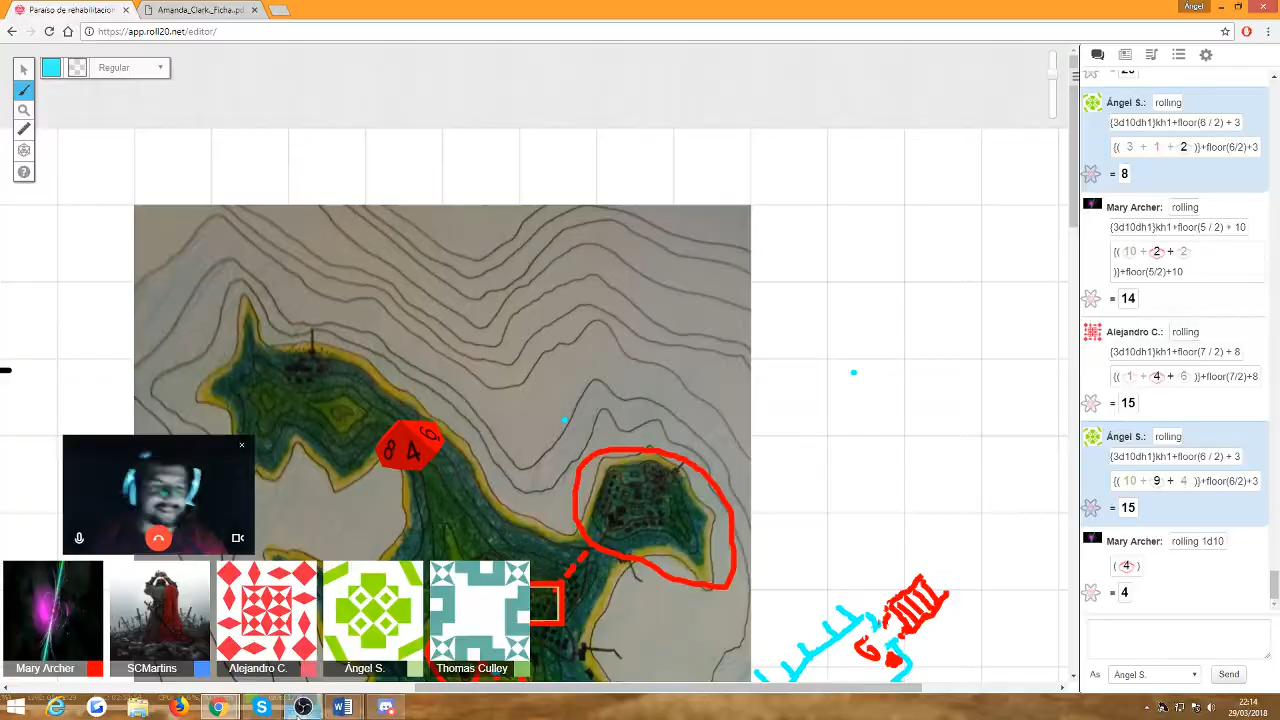 Paraíso de rehabilitacion
Amanda_Clark_Ficha.pd
Ángel
https://app.roll20.net/editor/
Regular
Ángel S.: rolling
{3d10dh1}kh1+floor(6 / 2) + 3
{( 3 + 1 + 2 )}+floor(6/2)+3
= 8
Mary Archer: rolling
{3d10dh1}kh1+floor(5 / 2) + 10
{( 10 + 2 + 2
)}+floor(5/2)+10
= 14
Alejandro C.: rolling
{3d10dh1}kh1+floor(7 / 2) + 8
{( 1 + 4 + 6 )}+floor(7/2)+8
= 15
Ángel S.: rolling
{3d10dh1}kh1+floor(6 / 2) + 3
{( 10 + 9 + 4 )}+floor(6/2)+3
= 15
Mary Archer: rolling 1d10
( 4 )
= 4
8 4 6
Mary Archer
SCMartins
Alejandro C.
Ángel S.
Thomas Culley
As Ángel S. Send
22:14
29/03/2018